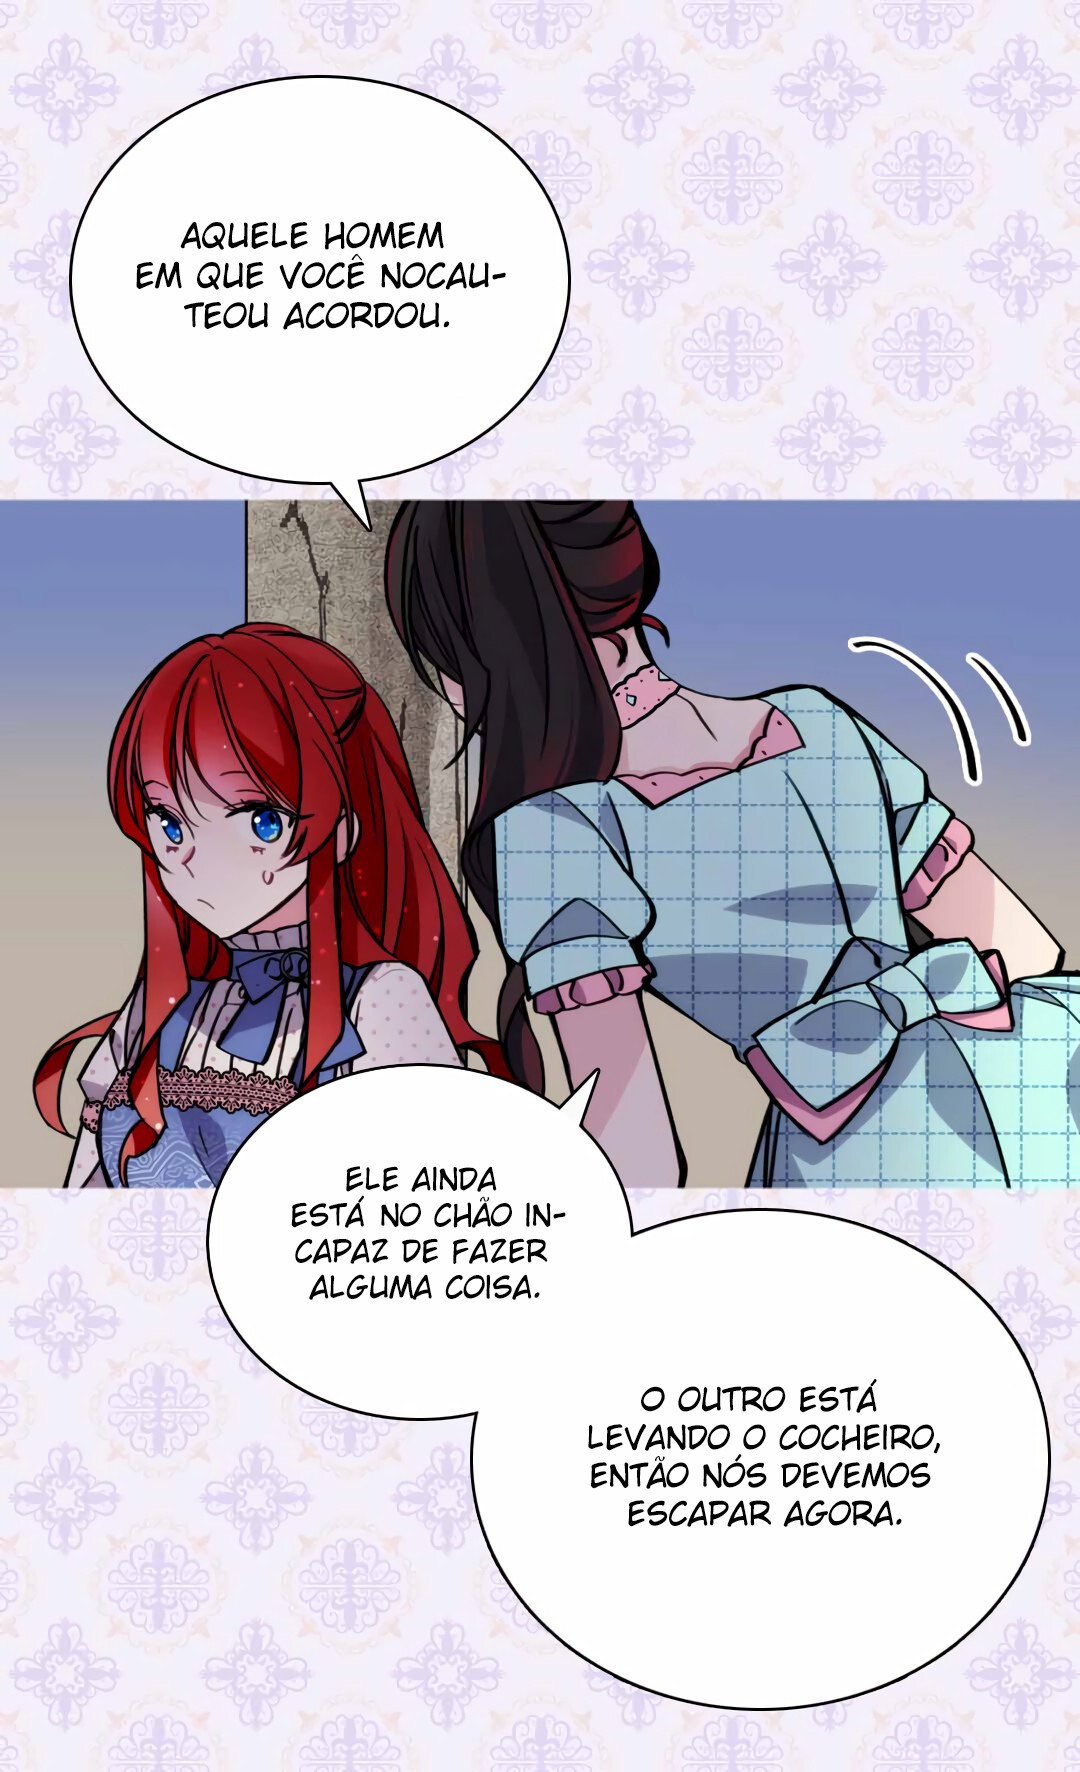 AQUELE HOMEM
EM QUE VOCÊ NOCAU-
TEOU ACORDOU.
ELE AINDA
ESTÁ NO CHÃO IN-
CAPAZ DE FAZER
ALGUMA COISA.
O OUTRO ESTÁ
LEVANDO O COCHEIRO,
ENTÃO NÓS DEVEMOS
ESCAPAR AGORA.